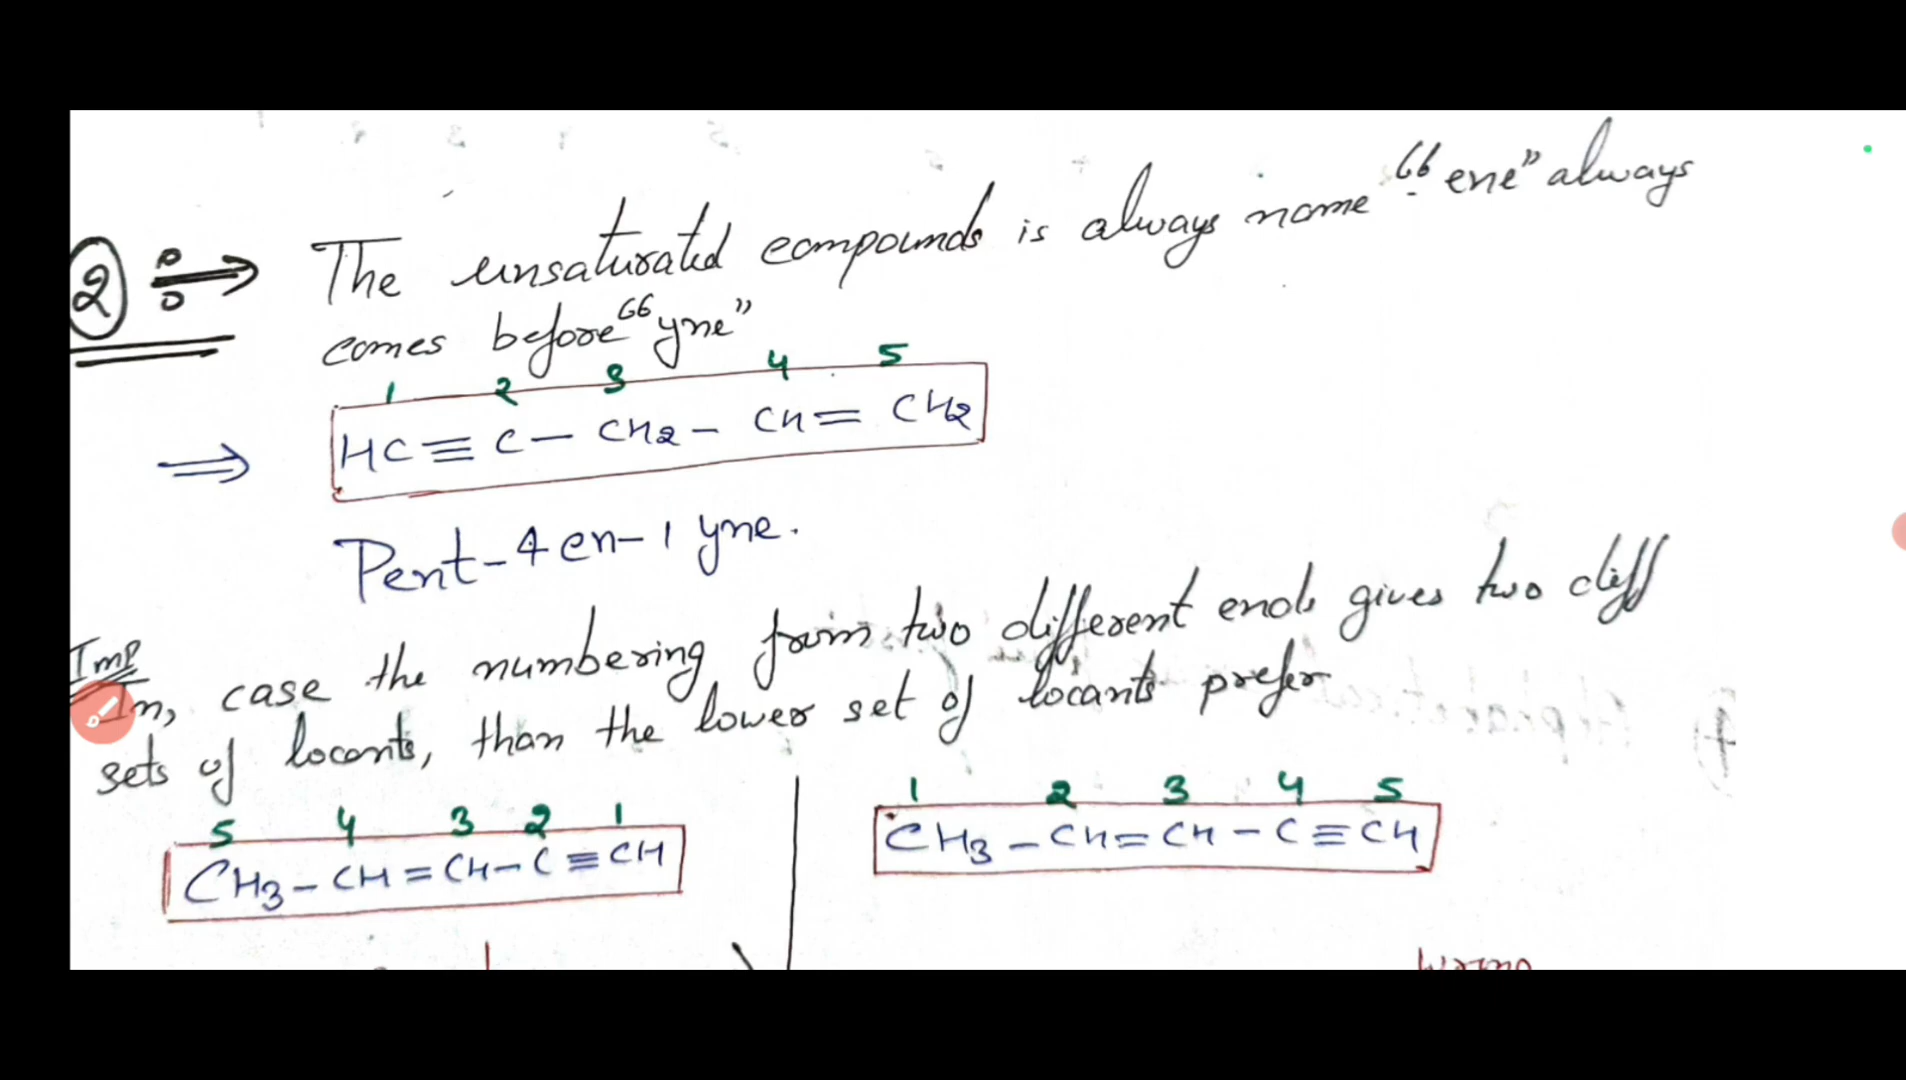 2 ⇒ The unsaturated compounds is always name "ene" always
comes before "yne"
1 2 3 4 5
⇒ HC ≡ C — CH2 — CH = CH2
Pent-4en-1 yne.
Imp
In, case the numbering from two different ends gives two diff
sets of locants, than the lower set of locants prefer
5 4 3 2 1
CH3 – CH = CH – C ≡ CH
1 2 3 4 5
CH3 – CH = CH – C ≡ CH